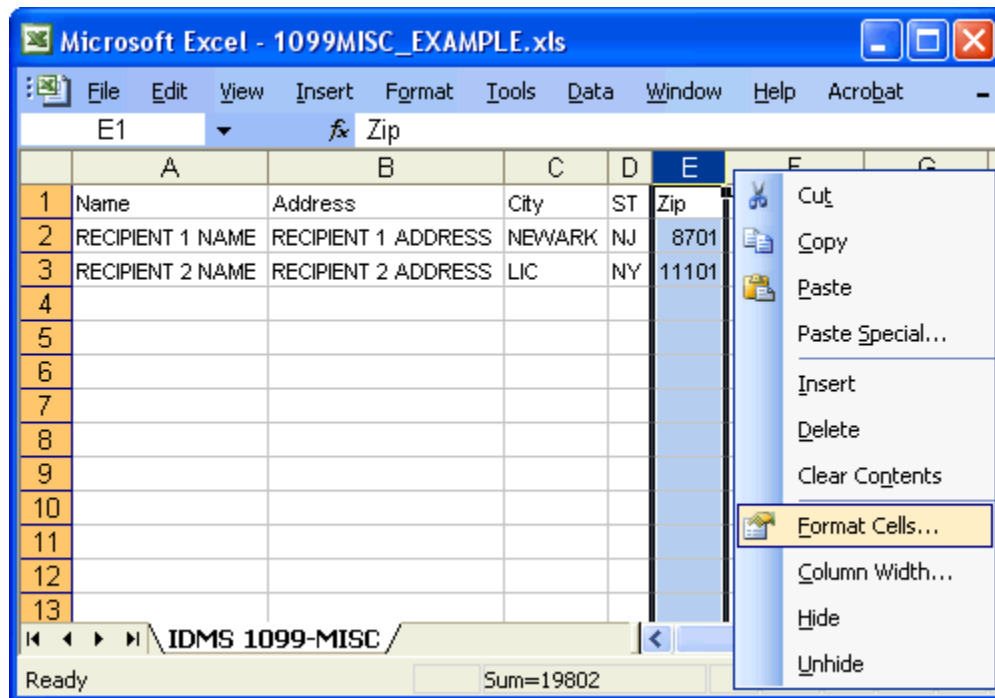 Microsoft Excel - 1099MISC_EXAMPLE.xls
File Edit View Insert Format Tools Data Window Help Acrobat
E1 fx Zip
A B C D E F G
1 Name Address City ST Zip
2 RECIPIENT 1 NAME RECIPIENT 1 ADDRESS NEWARK NJ 8701
3 RECIPIENT 2 NAME RECIPIENT 2 ADDRESS LIC NY 11101
4
5
6
7
8
9
10
11
12
13
Cut
Copy
Paste
Paste Special...
Insert
Delete
Clear Contents
Format Cells...
Column Width...
Hide
Unhide
IDMS 1099-MISC
Ready Sum=19802